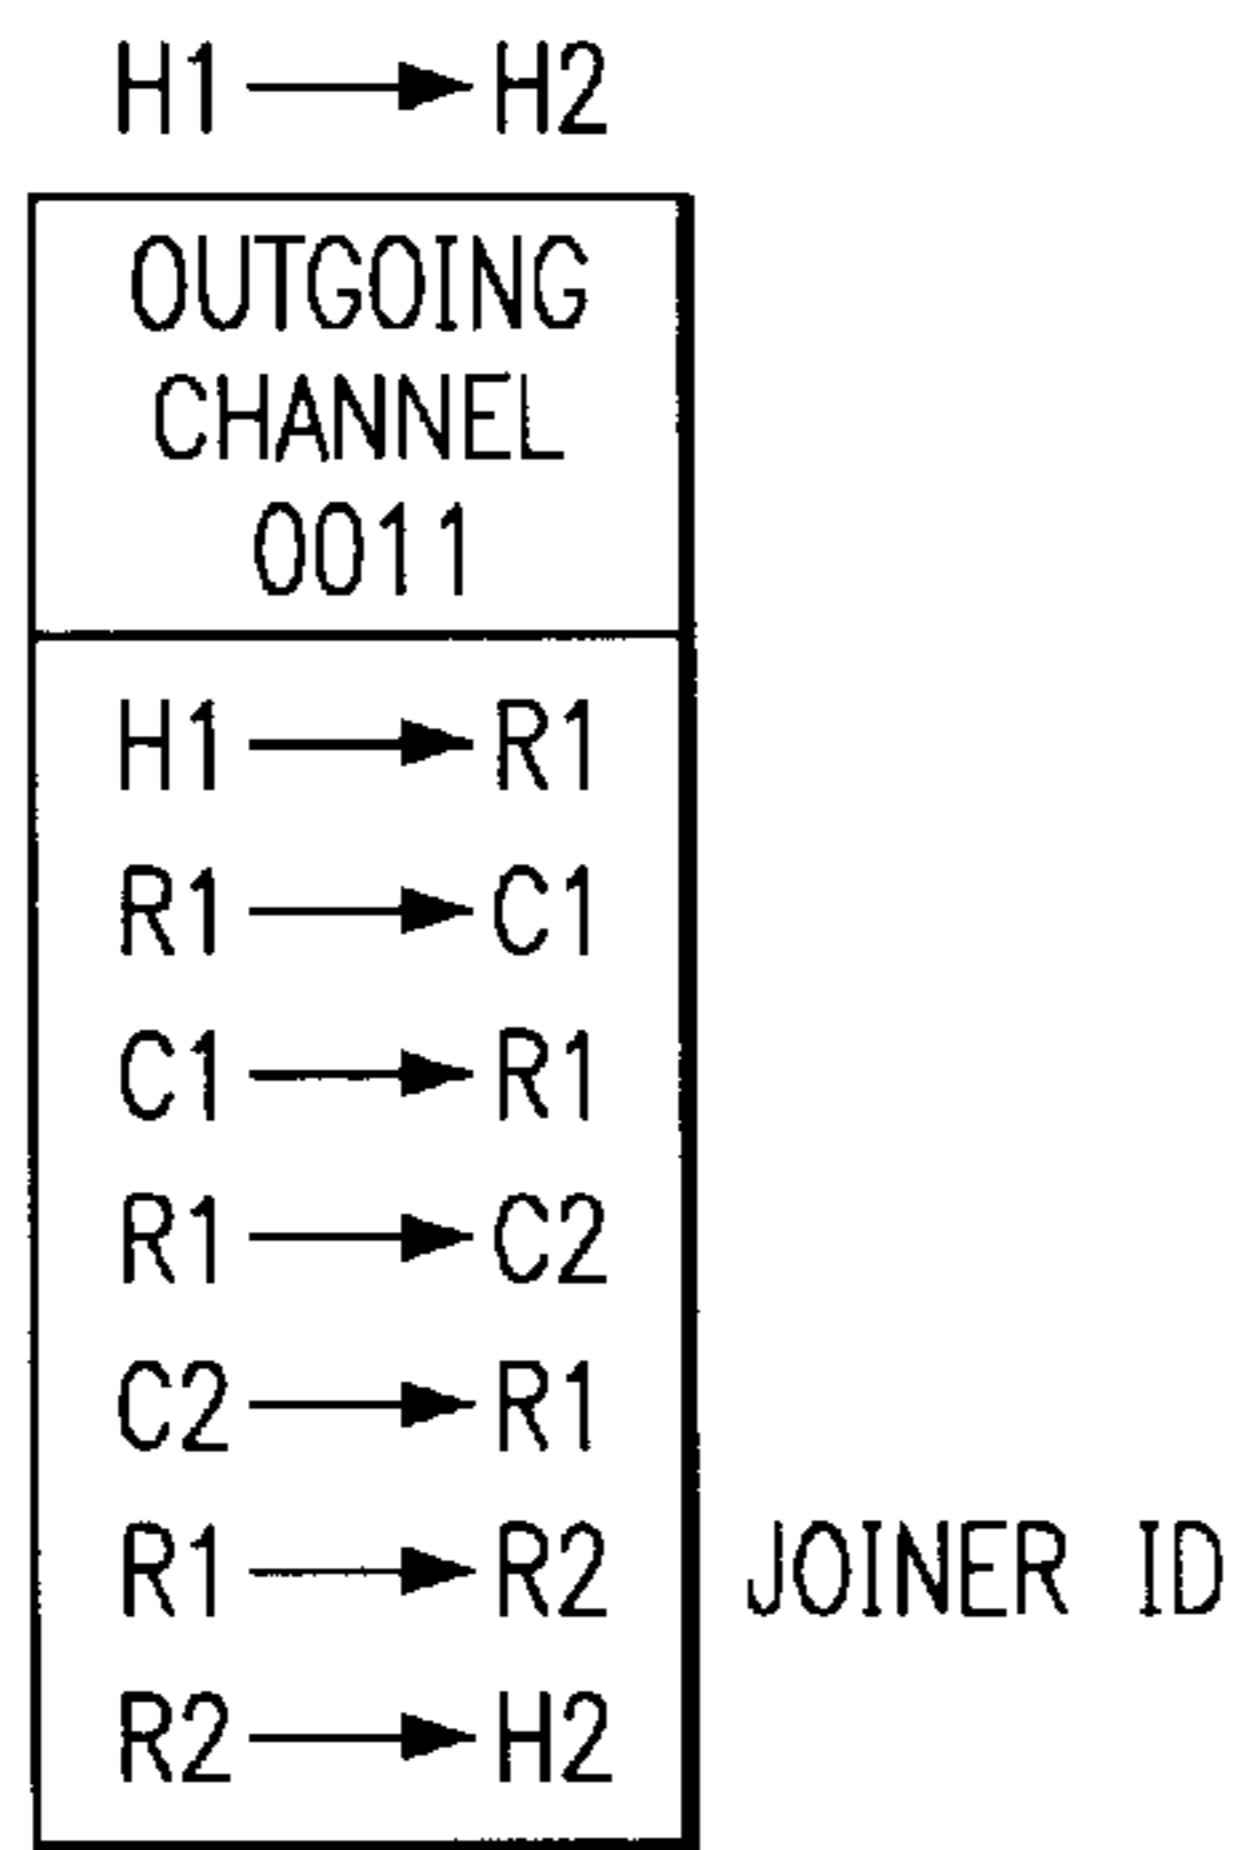 H1 → H2
OUTGOING
CHANNEL
0011
H1 → R1
R1 → C1
C1 → R1
R1 → C2
C2 → R1
R1 → R2 JOINER ID
R2 → H2